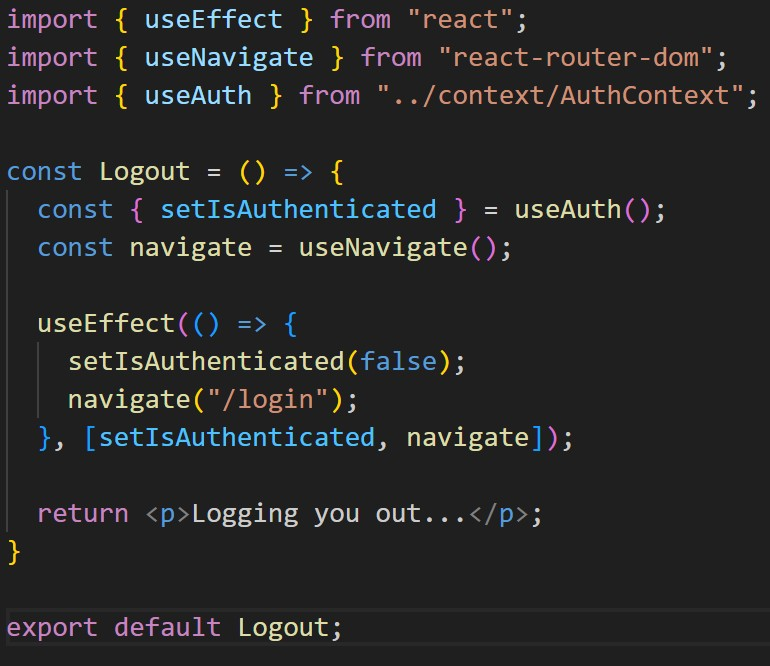 import { useEffect } from "react";
import { useNavigate } from "react-router-dom";
import { useAuth } from "../context/AuthContext";

const Logout = () => {
  const { setIsAuthenticated } = useAuth();
  const navigate = useNavigate();

  useEffect(() => {
    setIsAuthenticated(false);
    navigate("/login");
  }, [setIsAuthenticated, navigate]);

  return <p>Logging you out...</p>;
}

export default Logout;